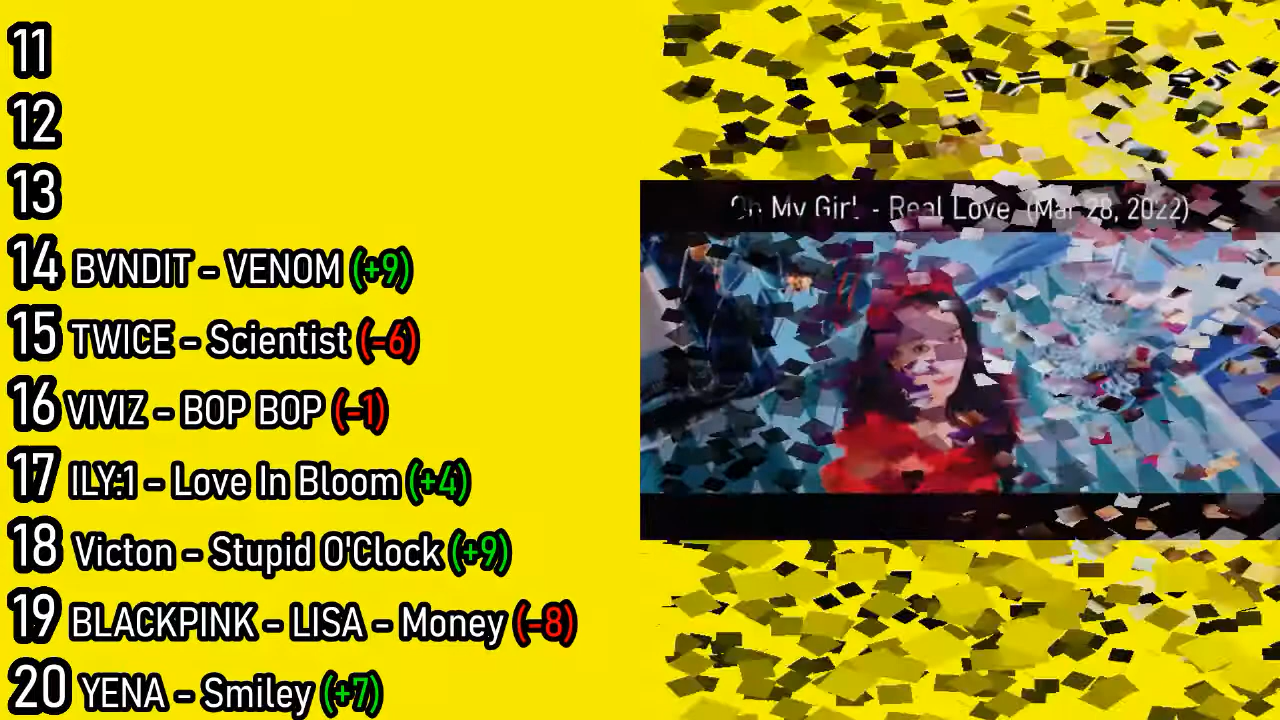 11
12
13
14 BVNDIT - VENOM (+9)
15 TWICE - Scientist (-6)
16 VIVIZ - BOP BOP (-1)
17 ILY:1 - Love In Bloom (+4)
18 Victon - Stupid O'Clock (+9)
19 BLACKPINK - LISA - Money (-8)
20 YENA - Smiley (+7)
Oh My Girl - Real Love (Mar 28, 2022)